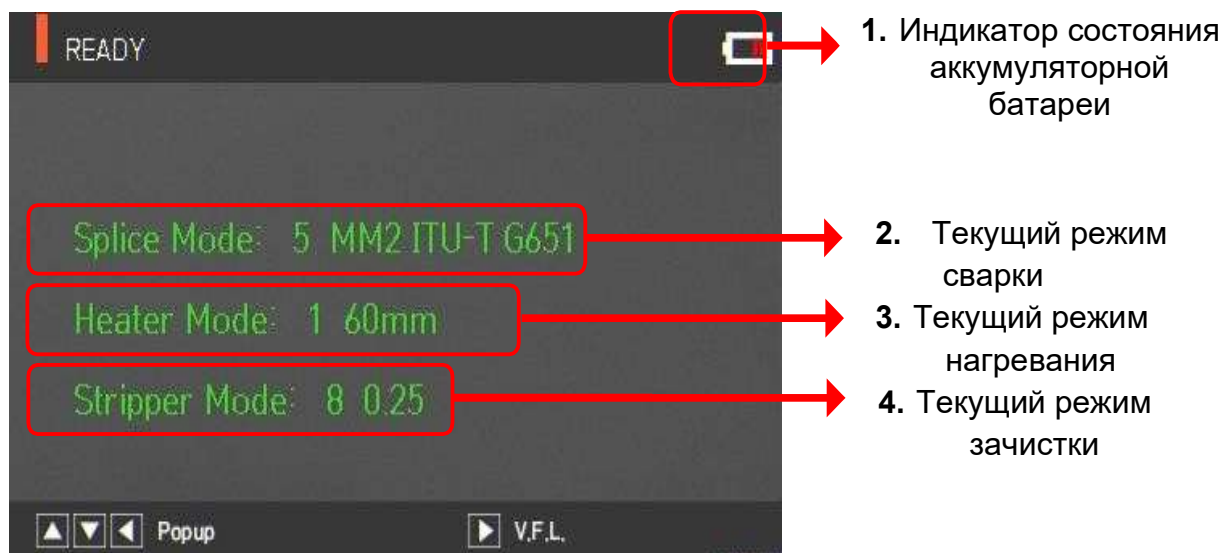 READY
Splice Mode: 5 MM2 ITU-T G651
Heater Mode: 1 60mm
Stripper Mode: 8 0.25
▲▼◀ Popup
▶ V.F.L.
1. Индикатор состояния
аккумуляторной
батареи
2. Текущий режим
сварки
3. Текущий режим
нагревания
4. Текущий режим
зачистки